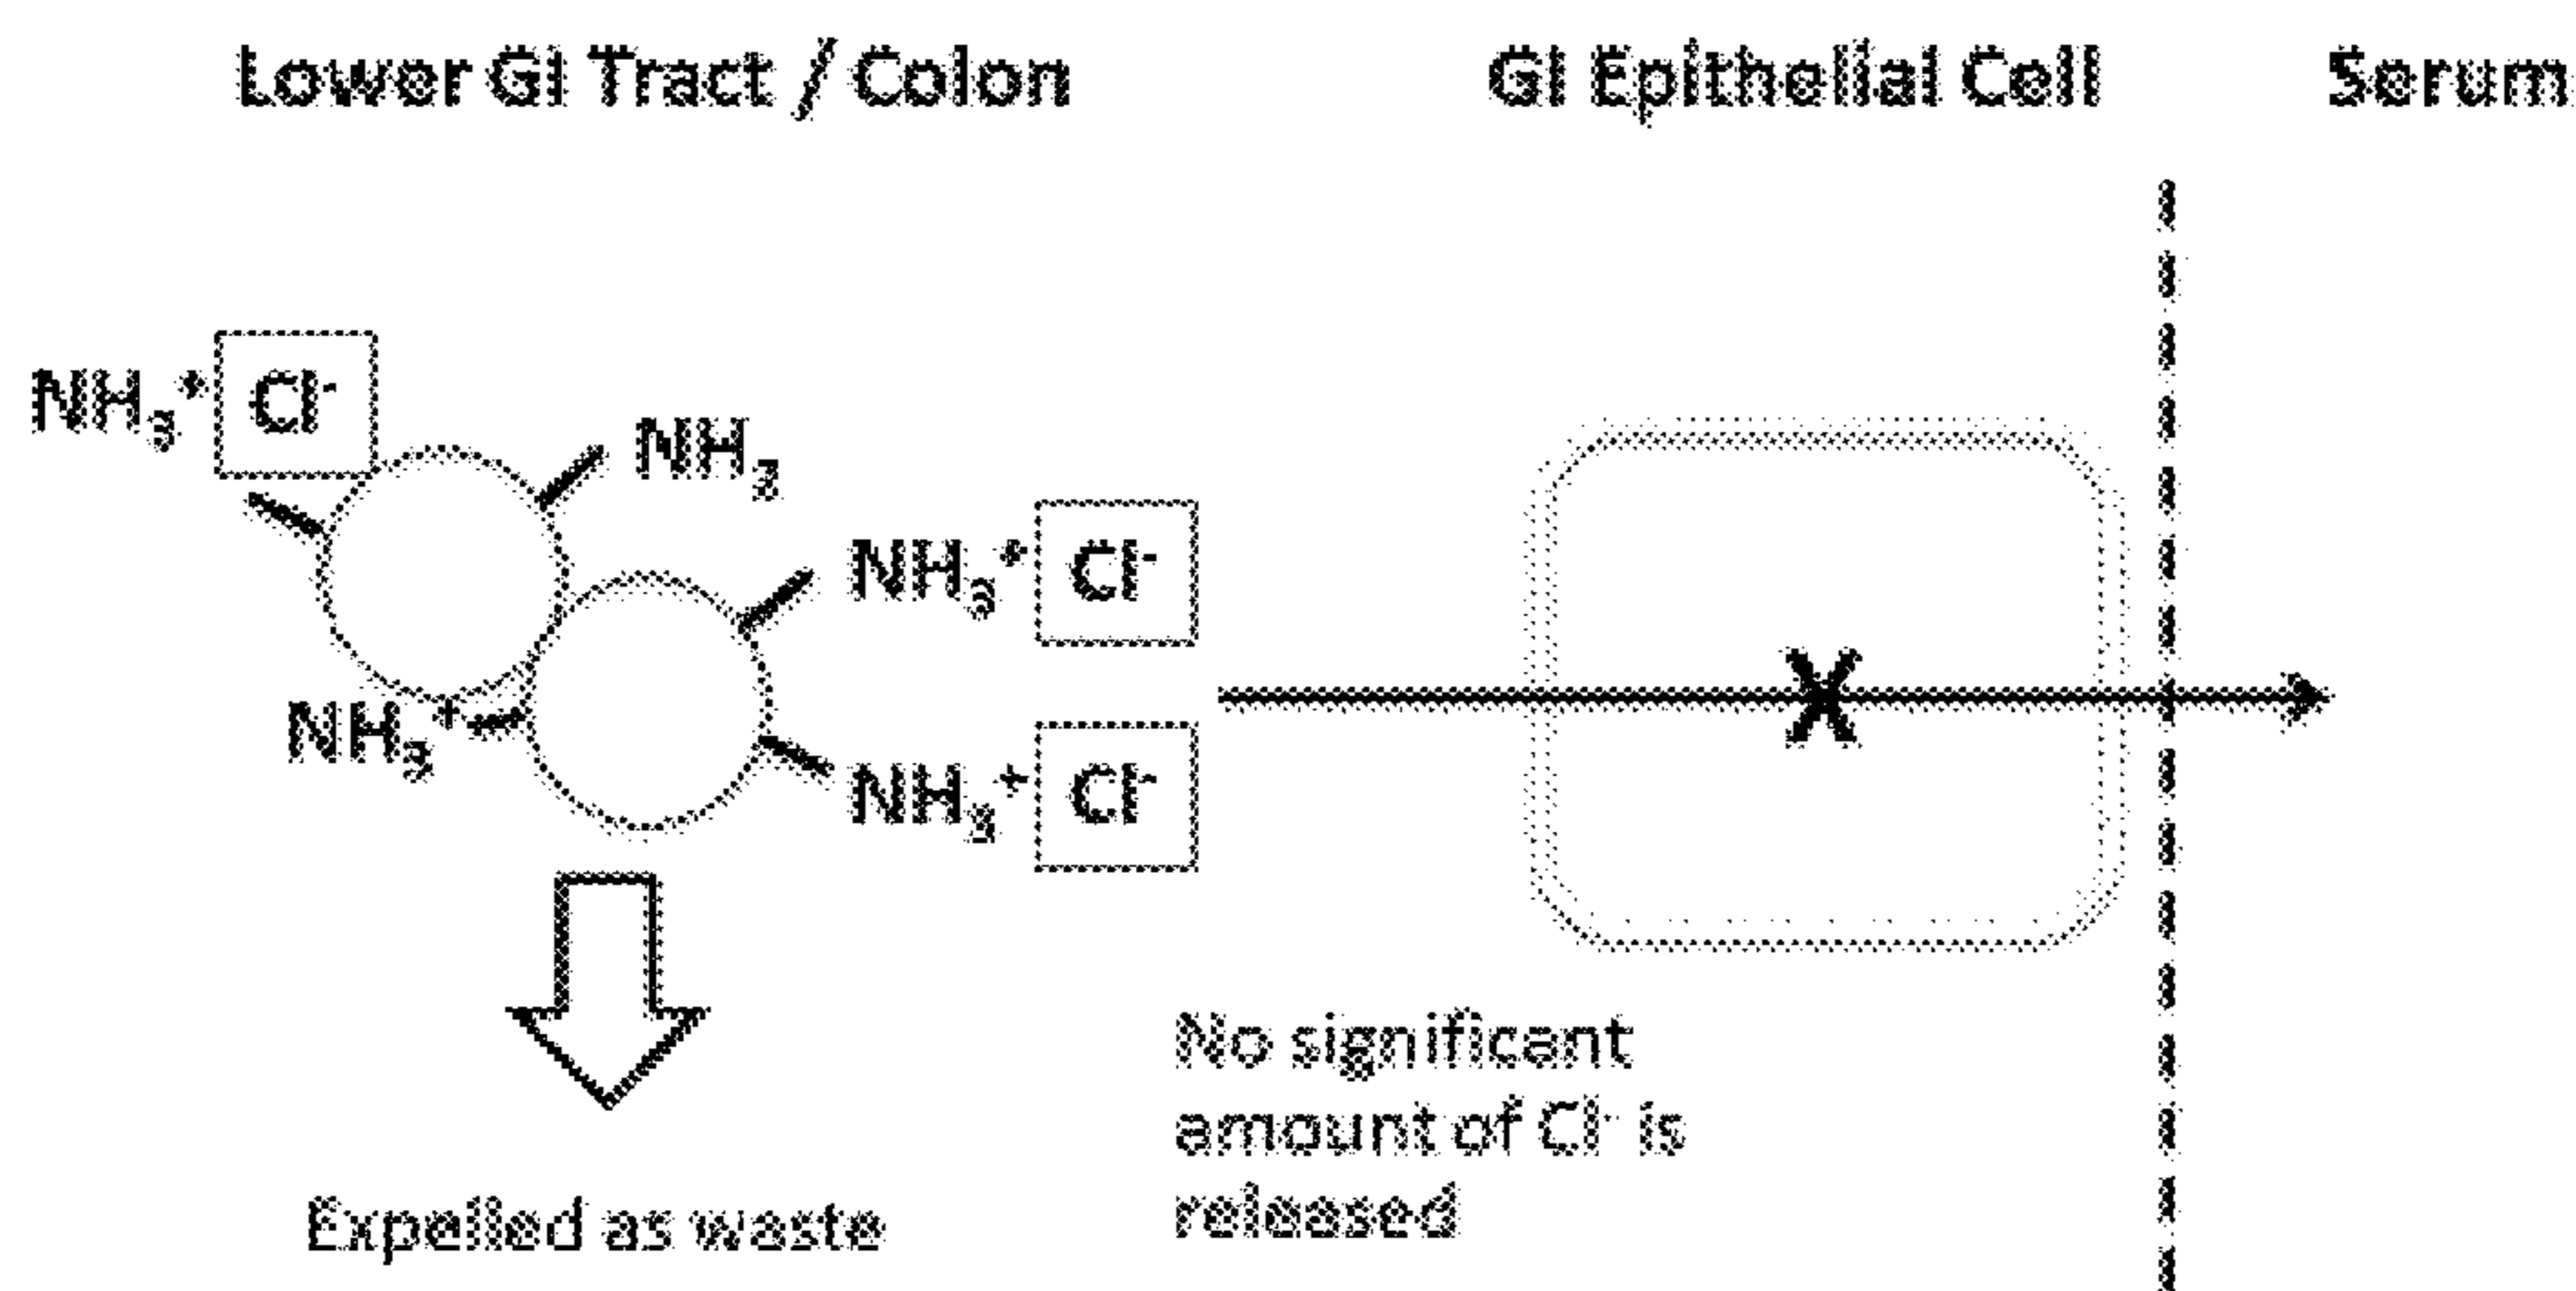 Lower GI Tract / Colon
GI Epithelial Cell
Serum
NH₃⁺ Cl⁻
NH₃
NH₃⁺ Cl⁻
NH₃⁺
NH₃⁺ Cl⁻
No significant
amount of Cl⁻ is
released
X
Expelled as waste